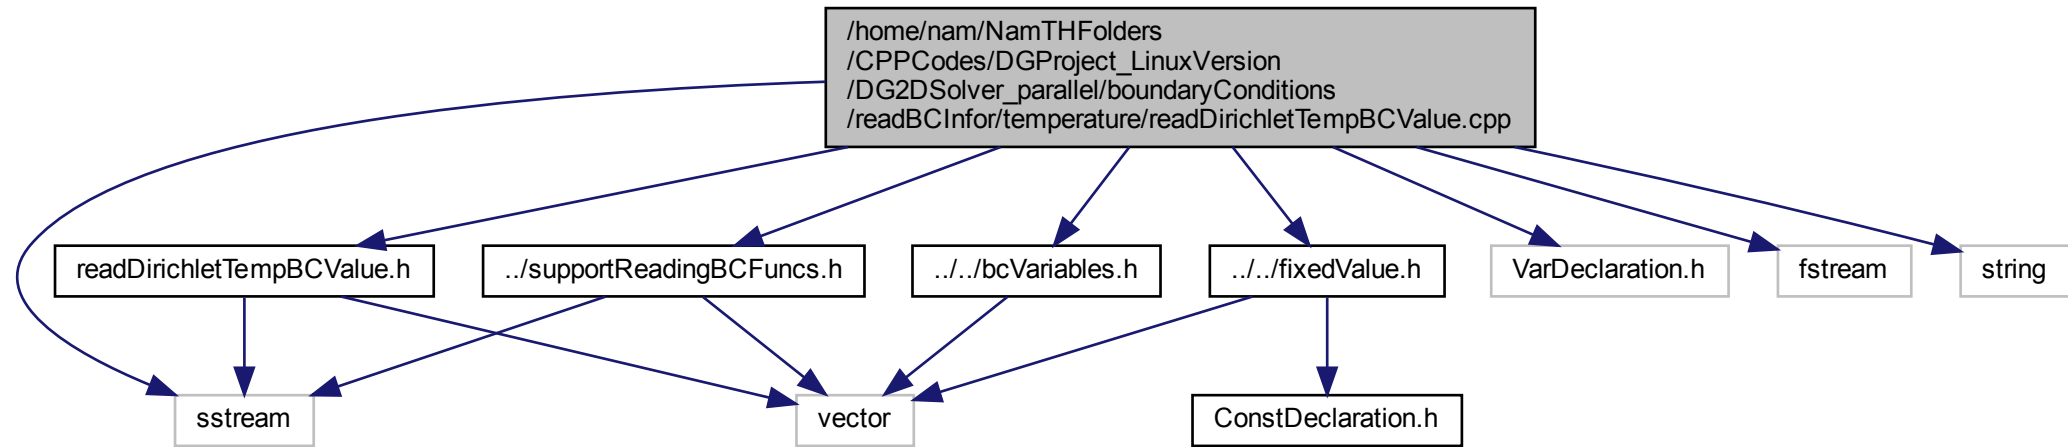 /home/nam/NamTHFolders
/CPPCodes/DGProject_LinuxVersion
/DG2DSolver_parallel/boundaryConditions
/readBCInfor/temperature/readDirichletTempBCValue.cpp
readDirichletTempBCValue.h
../supportReadingBCFuncs.h
../../bcVariables.h
../../fixedValue.h
VarDeclaration.h
fstream
string
sstream
vector
ConstDeclaration.h